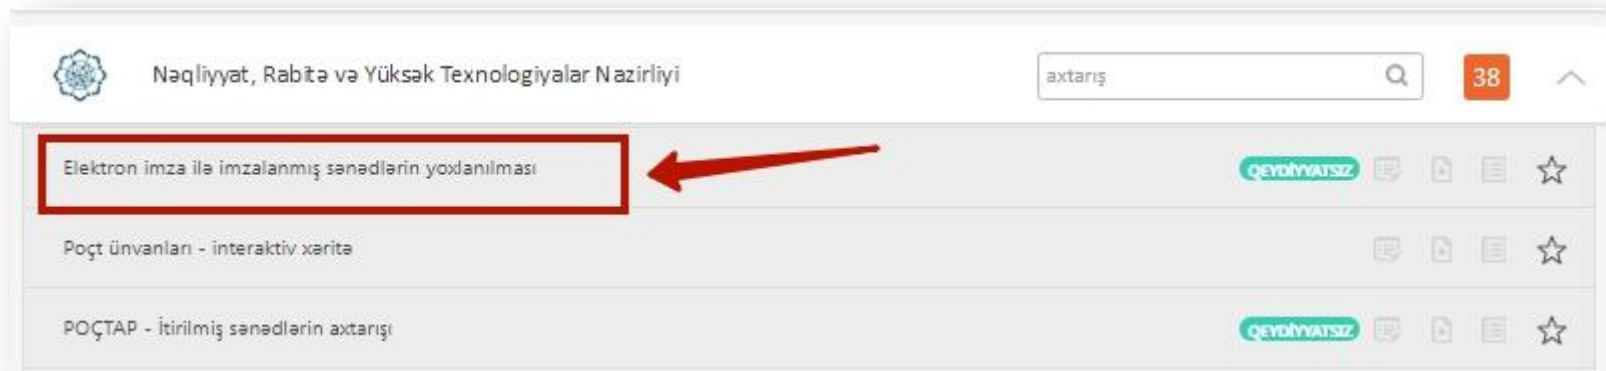 Nəqliyyat, Rabitə və Yüksək Texnologiyalar Nazirliyi
axtarış
38
Elektron imza ilə imzalanmış sənədlərin yoxlanılması
QEYDİYYATSIZ
Poçt ünvanları - interaktiv xəritə
POÇTAP - İtirilmiş sənədlərin axtarışı
QEYDİYYATSIZ